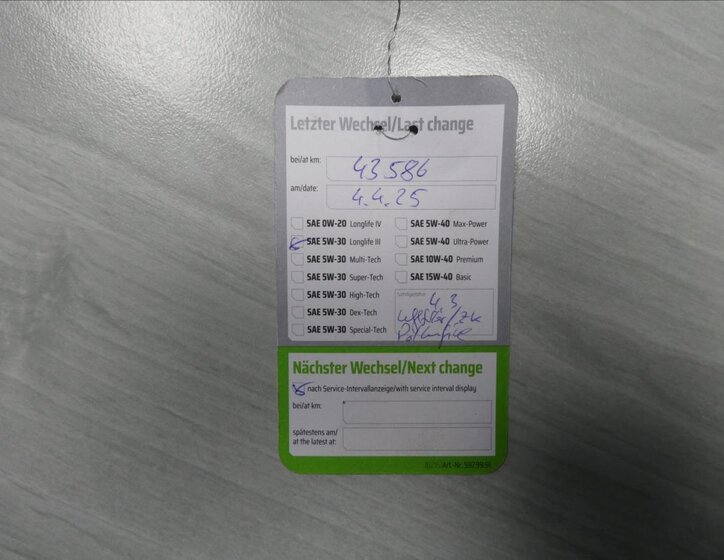 Letzter Wechsel/Last change
bei/at km: 43586
am/date: 4.4.25
SAE 0W-20 Longlife IV
SAE 5W-40 Max-Power
SAE 5W-30 Longlife III
SAE 5W-40 Ultra-Power
SAE 5W-30 Multi-Tech
SAE 10W-40 Premium
SAE 5W-30 Super-Tech
SAE 15W-40 Basic
SAE 5W-30 High-Tech
4,3
SAE 5W-30 Dex-Tech
SAE 5W-30 Special-Tech
Nächster Wechsel/Next change
nach Service-Intervallanzeige/with service interval display
bei/at km:
spätestens am/
at the latest at: